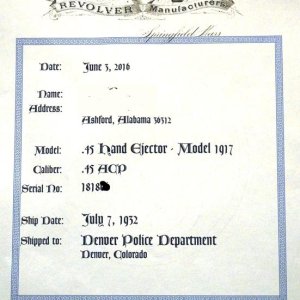 REVOLVER Manufacturers
Springfield, Mass
Date: June 3, 2016
Name:
Address:
Ashford, Alabama 36312
Model: .45 Hand Ejector - Model 1917
Caliber: .45 ACP
Serial No: 1818
Ship Date: July 7, 1932
Shipped to: Denver Police Department
Denver, Colorado